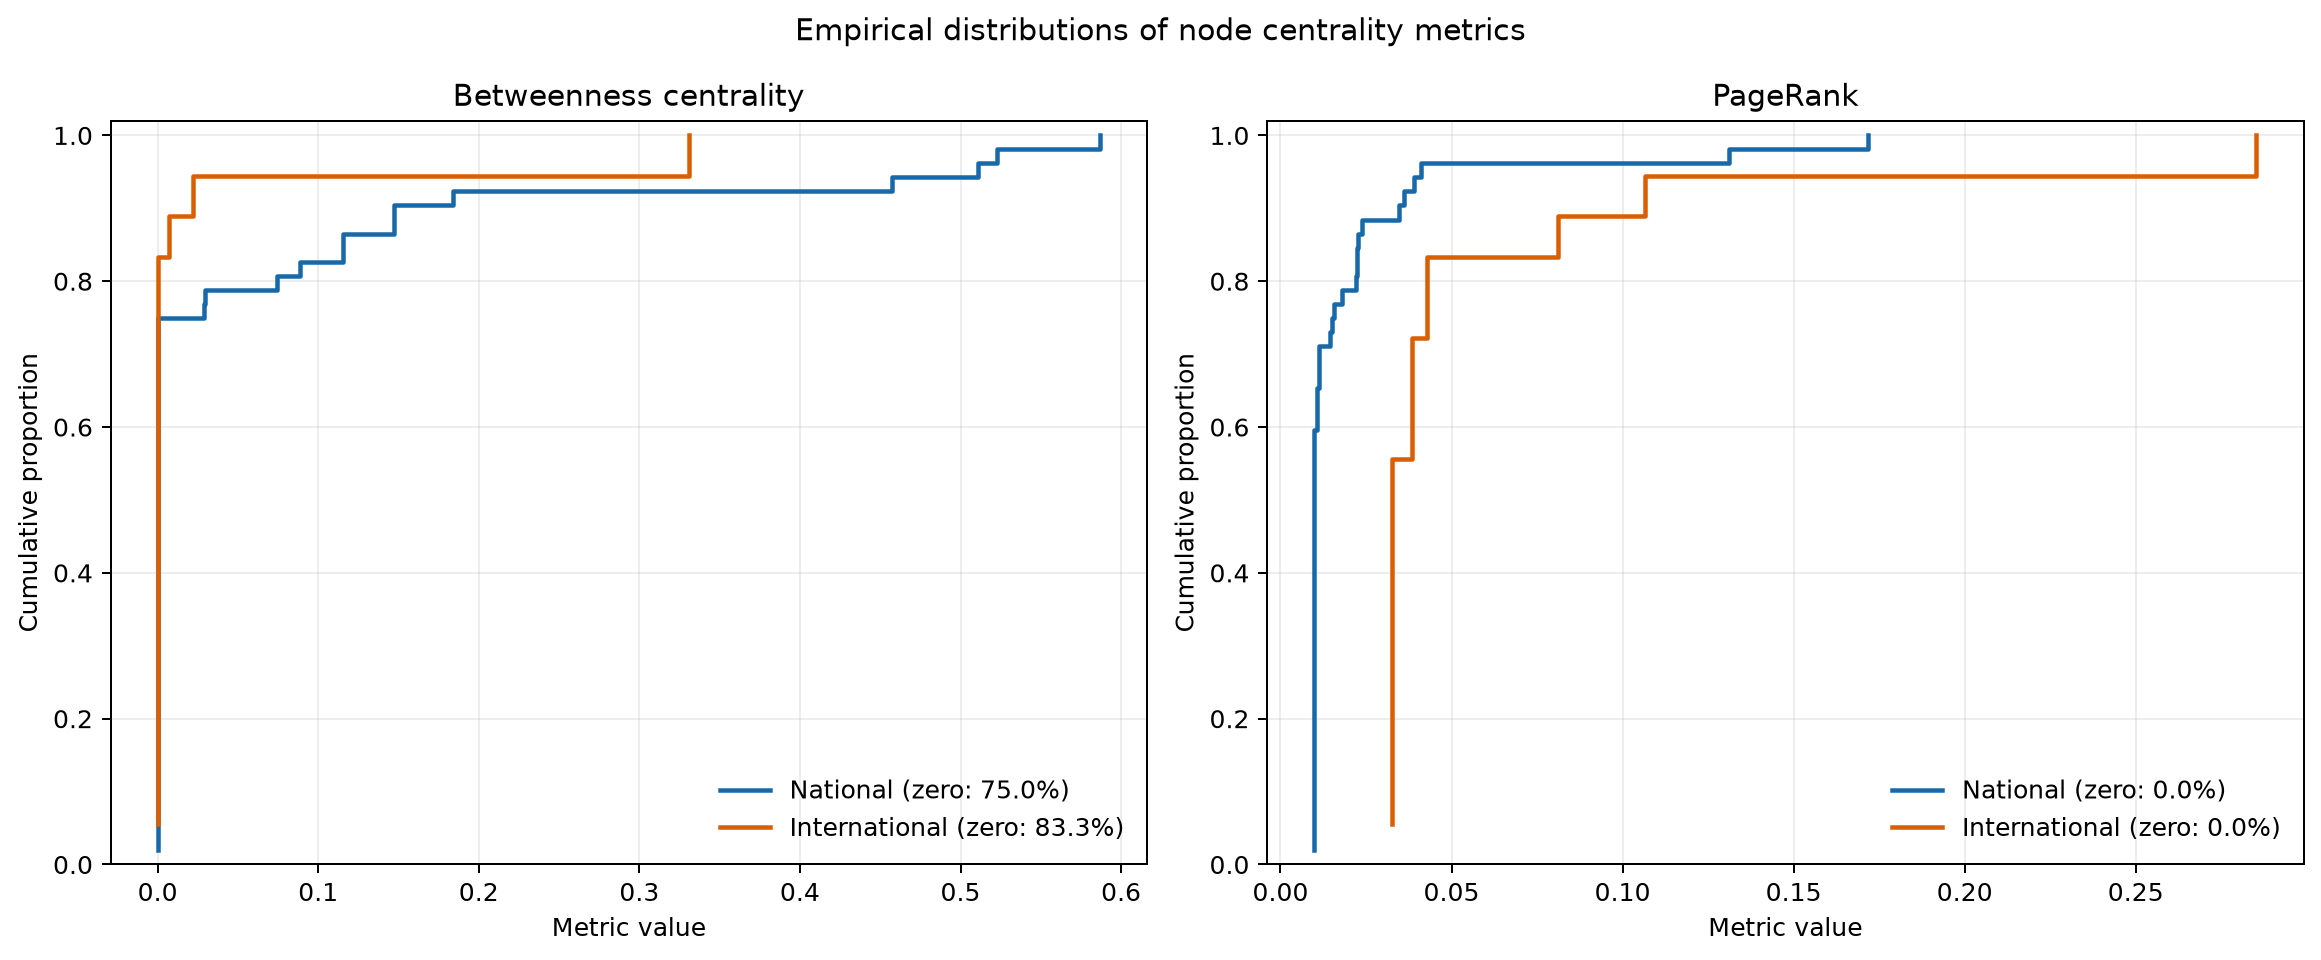 Empirical distributions of node centrality metrics
Betweenness centrality
Cumulative proportion
1.0
0.8
0.6
0.4
0.2
0.0
0.0 0.1 0.2 0.3 0.4 0.5 0.6
Metric value
National (zero: 75.0%)
International (zero: 83.3%)
PageRank
Cumulative proportion
1.0
0.8
0.6
0.4
0.2
0.0
0.00 0.05 0.10 0.15 0.20 0.25
Metric value
National (zero: 0.0%)
International (zero: 0.0%)